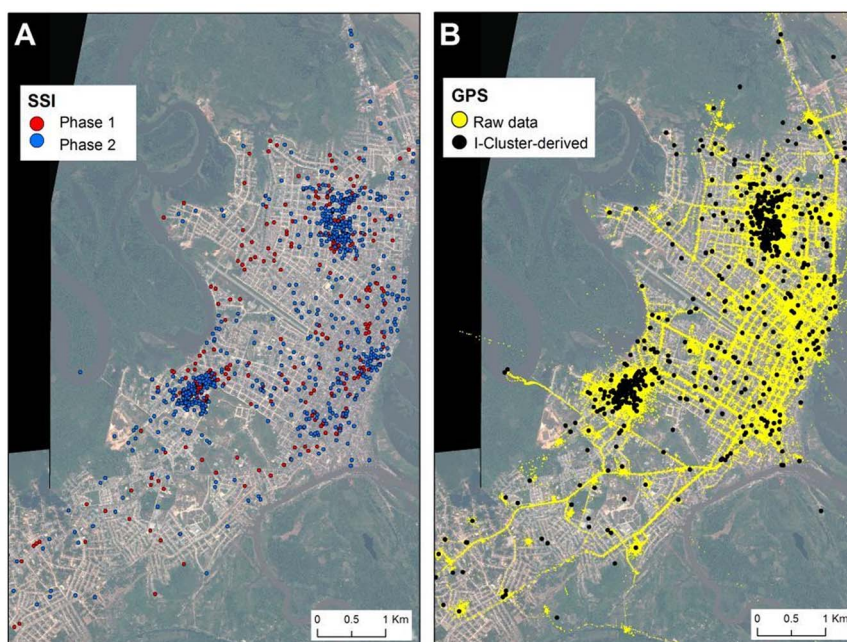 A
SSI
Phase 1
Phase 2
0 0.5 1 Km
B
GPS
Raw data
I-Cluster-derived
0 0.5 1 Km